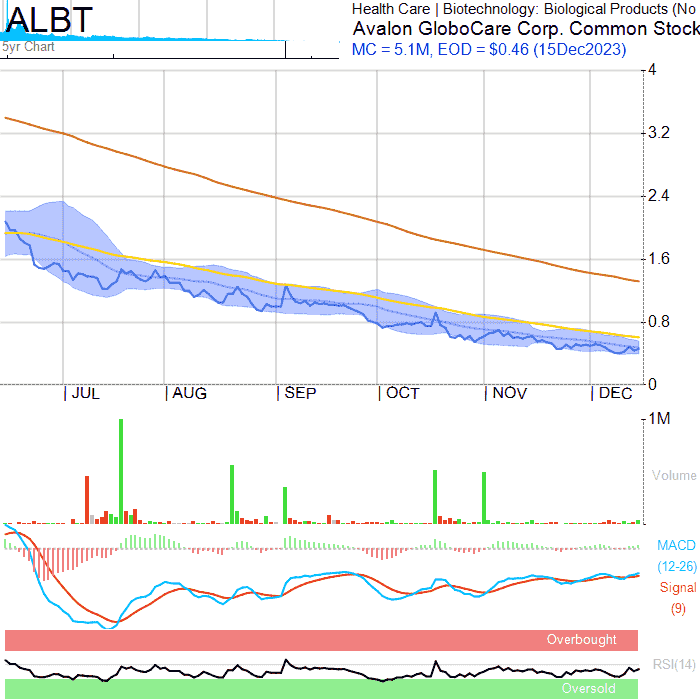 ALBT
5yr Chart
Health Care | Biotechnology: Biological Products (No
Avalon GloboCare Corp. Common Stock
MC = 5.1M, EOD = $0.46 (15Dec2023)
4
3.2
2.4
1.6
0.8
0
| JUL | AUG | SEP | OCT | NOV | DEC
1M
Volume
MACD
(12-26)
Signal
(9)
Overbought
RSI(14)
Oversold